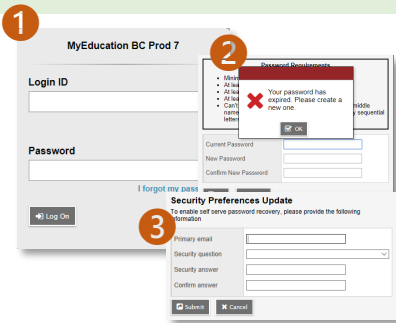 1
MyEducation BC Prod 7
Login ID
Password
I forgot my pass
Log On
2
Password Requirements
Minim
At lea
At lea
At lea
Can't
middle
name
y sequential
letter
Your password has
expired. Please create a
new one.
OK
Current Password
New Password
Confirm New Password
3
Security Preferences Update
To enable self serve password recovery, please provide the following
information
Primary email
Security question
Security answer
Confirm answer
Submit
Cancel